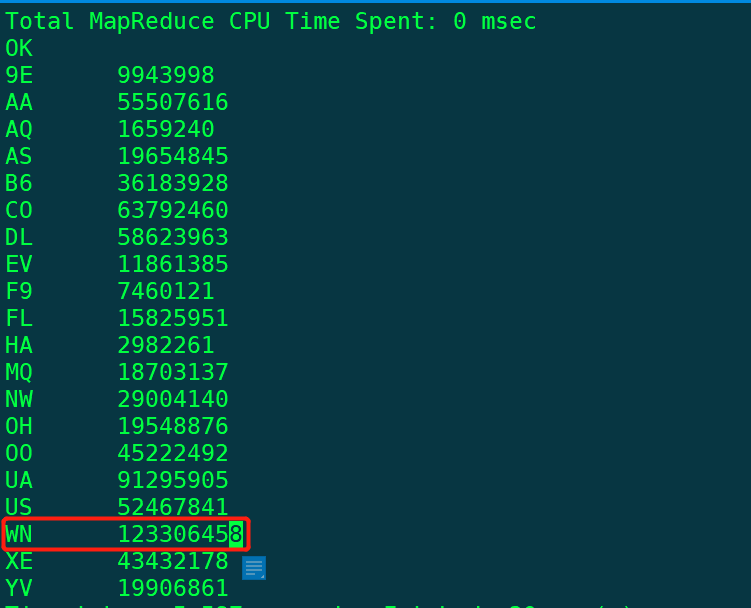 Total MapReduce CPU Time Spent: 0 msec
OK
9E 9943998
AA 55507616
AQ 1659240
AS 19654845
B6 36183928
CO 63792460
DL 58623963
EV 11861385
F9 7460121
FL 15825951
HA 2982261
MQ 18703137
NW 29004140
OH 19548876
OO 45222492
UA 91295905
US 52467841
WN 123306458
XE 43432178
YV 19906861